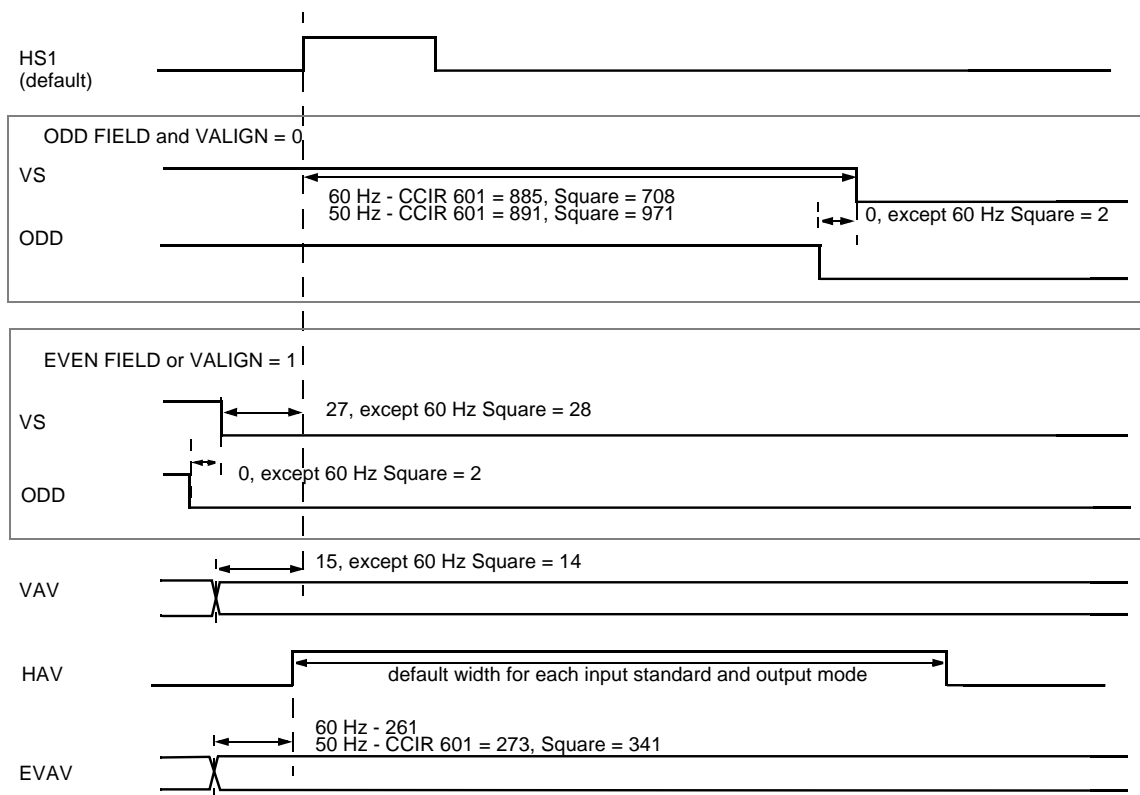 HS1
(default)
ODD FIELD and VALIGN = 0
VS
60 Hz - CCIR 601 = 885, Square = 708
50 Hz - CCIR 601 = 891, Square = 971
0, except 60 Hz Square = 2
ODD
EVEN FIELD or VALIGN = 1
VS
27, except 60 Hz Square = 28
0, except 60 Hz Square = 2
ODD
15, except 60 Hz Square = 14
VAV
HAV
default width for each input standard and output mode
60 Hz - 261
50 Hz - CCIR 601 = 273, Square = 341
EVAV